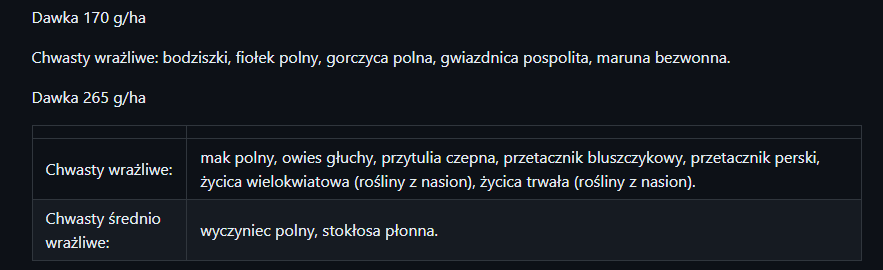 Dawka 170 g/ha
Chwasty wrażliwe: bodziszki, fiołek polny, gorczyca polna, gwiazdnica pospolita, maruna bezwonna.
Dawka 265 g/ha
Chwasty wrażliwe:
mak polny, owies głuchy, przytulia czepna, przetacznik bluszczykowy, przetacznik perski,
życica wielokwiatowa (rośliny z nasion), życica trwała (rośliny z nasion).
Chwasty średnio
wrażliwe:
wyczyniec polny, stokłosa płonna.